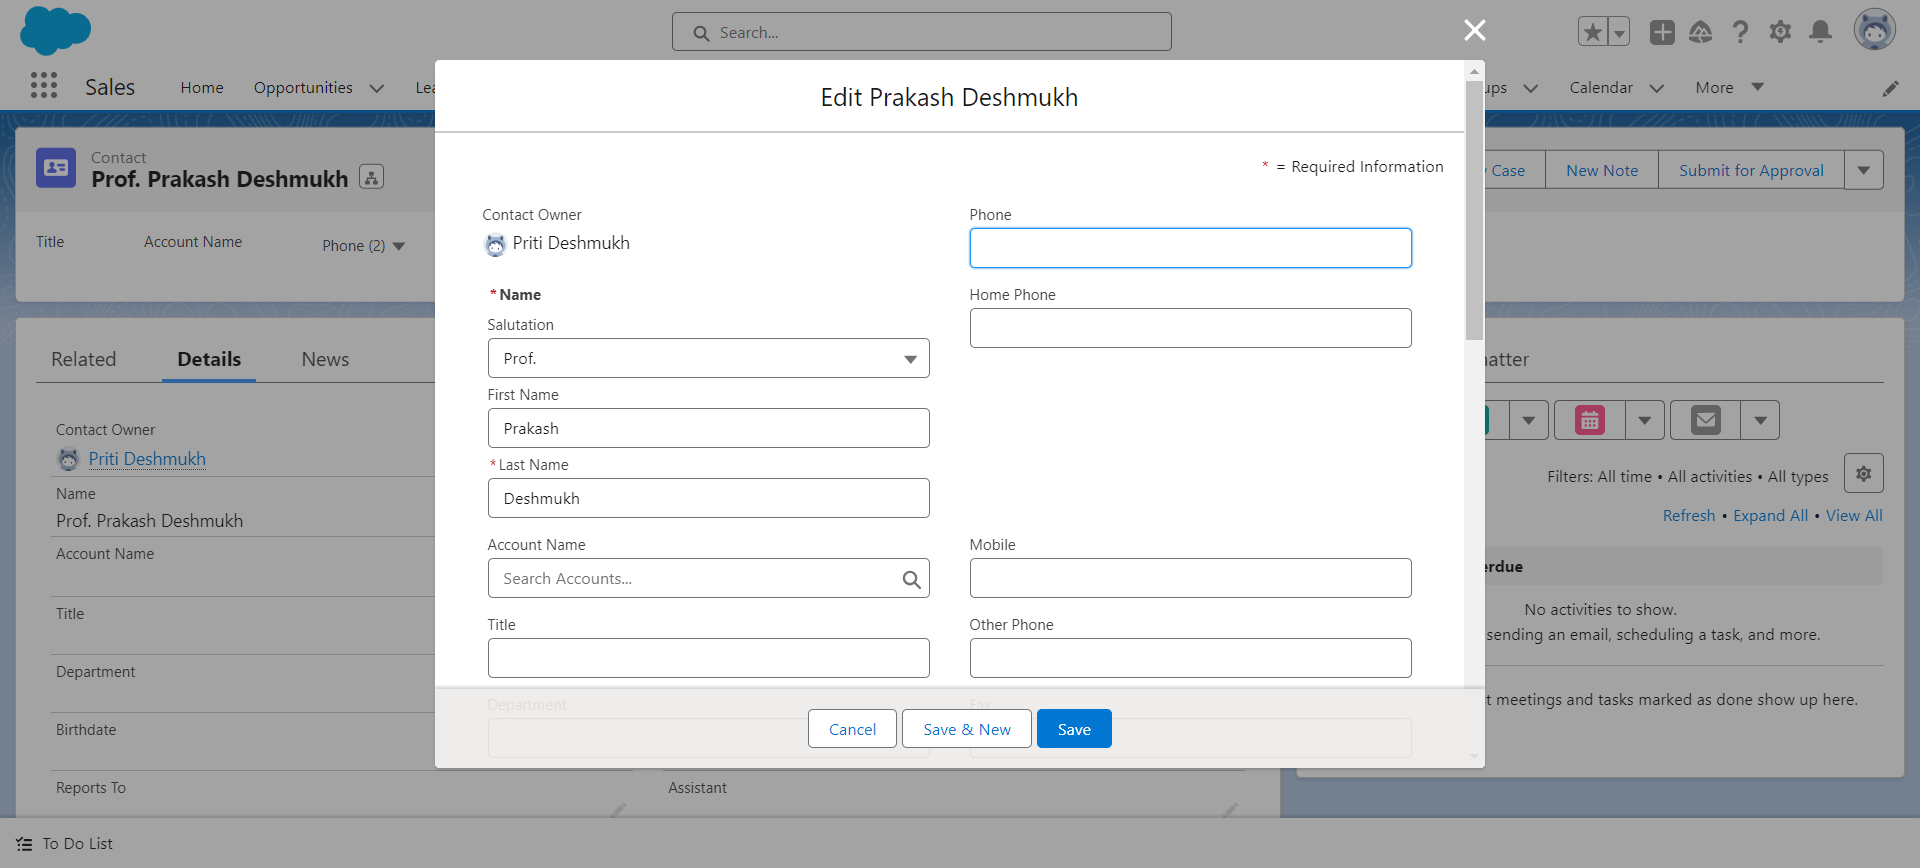 Search...
Sales
Home
Opportunities
Calendar
More
Contact
Prof. Prakash Deshmukh
Case
New Note
Submit for Approval
Title
Account Name
Phone (2)
Related
Details
News
Contact Owner
Priti Deshmukh
Name
Prof. Prakash Deshmukh
Account Name
Title
Department
Birthdate
Reports To
Assistant
Edit Prakash Deshmukh
* = Required Information
Contact Owner
Priti Deshmukh
Phone
*Name
Home Phone
Salutation
Prof.
First Name
Prakash
*Last Name
Deshmukh
Account Name
Search Accounts...
Mobile
Title
Other Phone
Department
Fax
Cancel
Save & New
Save
Filters: All time • All activities • All types
Refresh • Expand All • View All
No activities to show.
sending an email, scheduling a task, and more.
meetings and tasks marked as done show up here.
To Do List